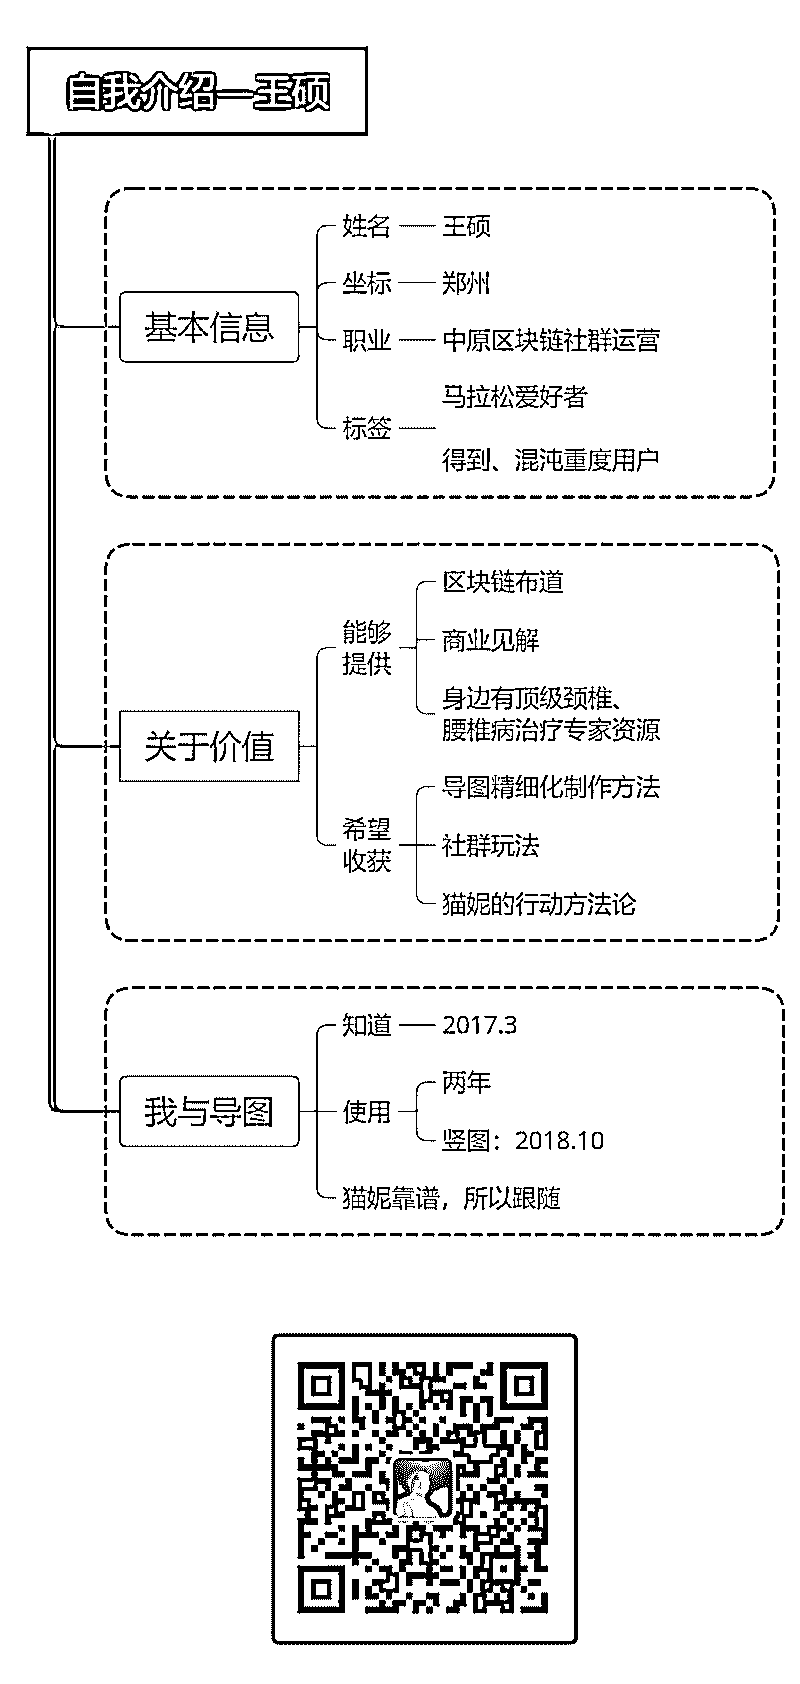 自我介绍—王硕
基本信息
姓名
王硕
坐标
郑州
职业
中原区块链社群运营
标签
马拉松爱好者
得到、混沌重度用户
关于价值
能够
提供
区块链布道
商业见解
身边有顶级颈椎、
腰椎病治疗专家资源
希望
收获
导图精细化制作方法
社群玩法
猫妮的行动方法论
我与导图
知道
2017.3
使用
两年
竖图：2018.10
猫妮靠谱，所以跟随